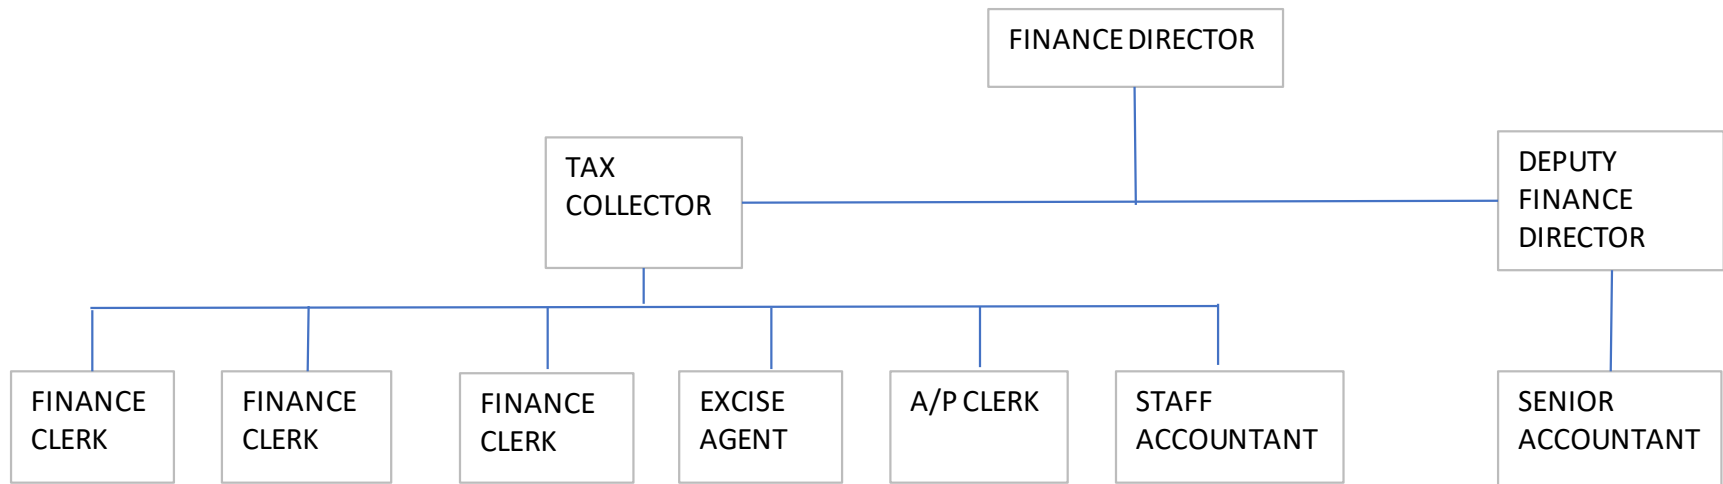 FINANCE DIRECTOR
TAX
COLLECTOR
DEPUTY
FINANCE
DIRECTOR
FINANCE
CLERK
FINANCE
CLERK
FINANCE
CLERK
EXCISE
AGENT
A/P CLERK
STAFF
ACCOUNTANT
SENIOR
ACCOUNTANT